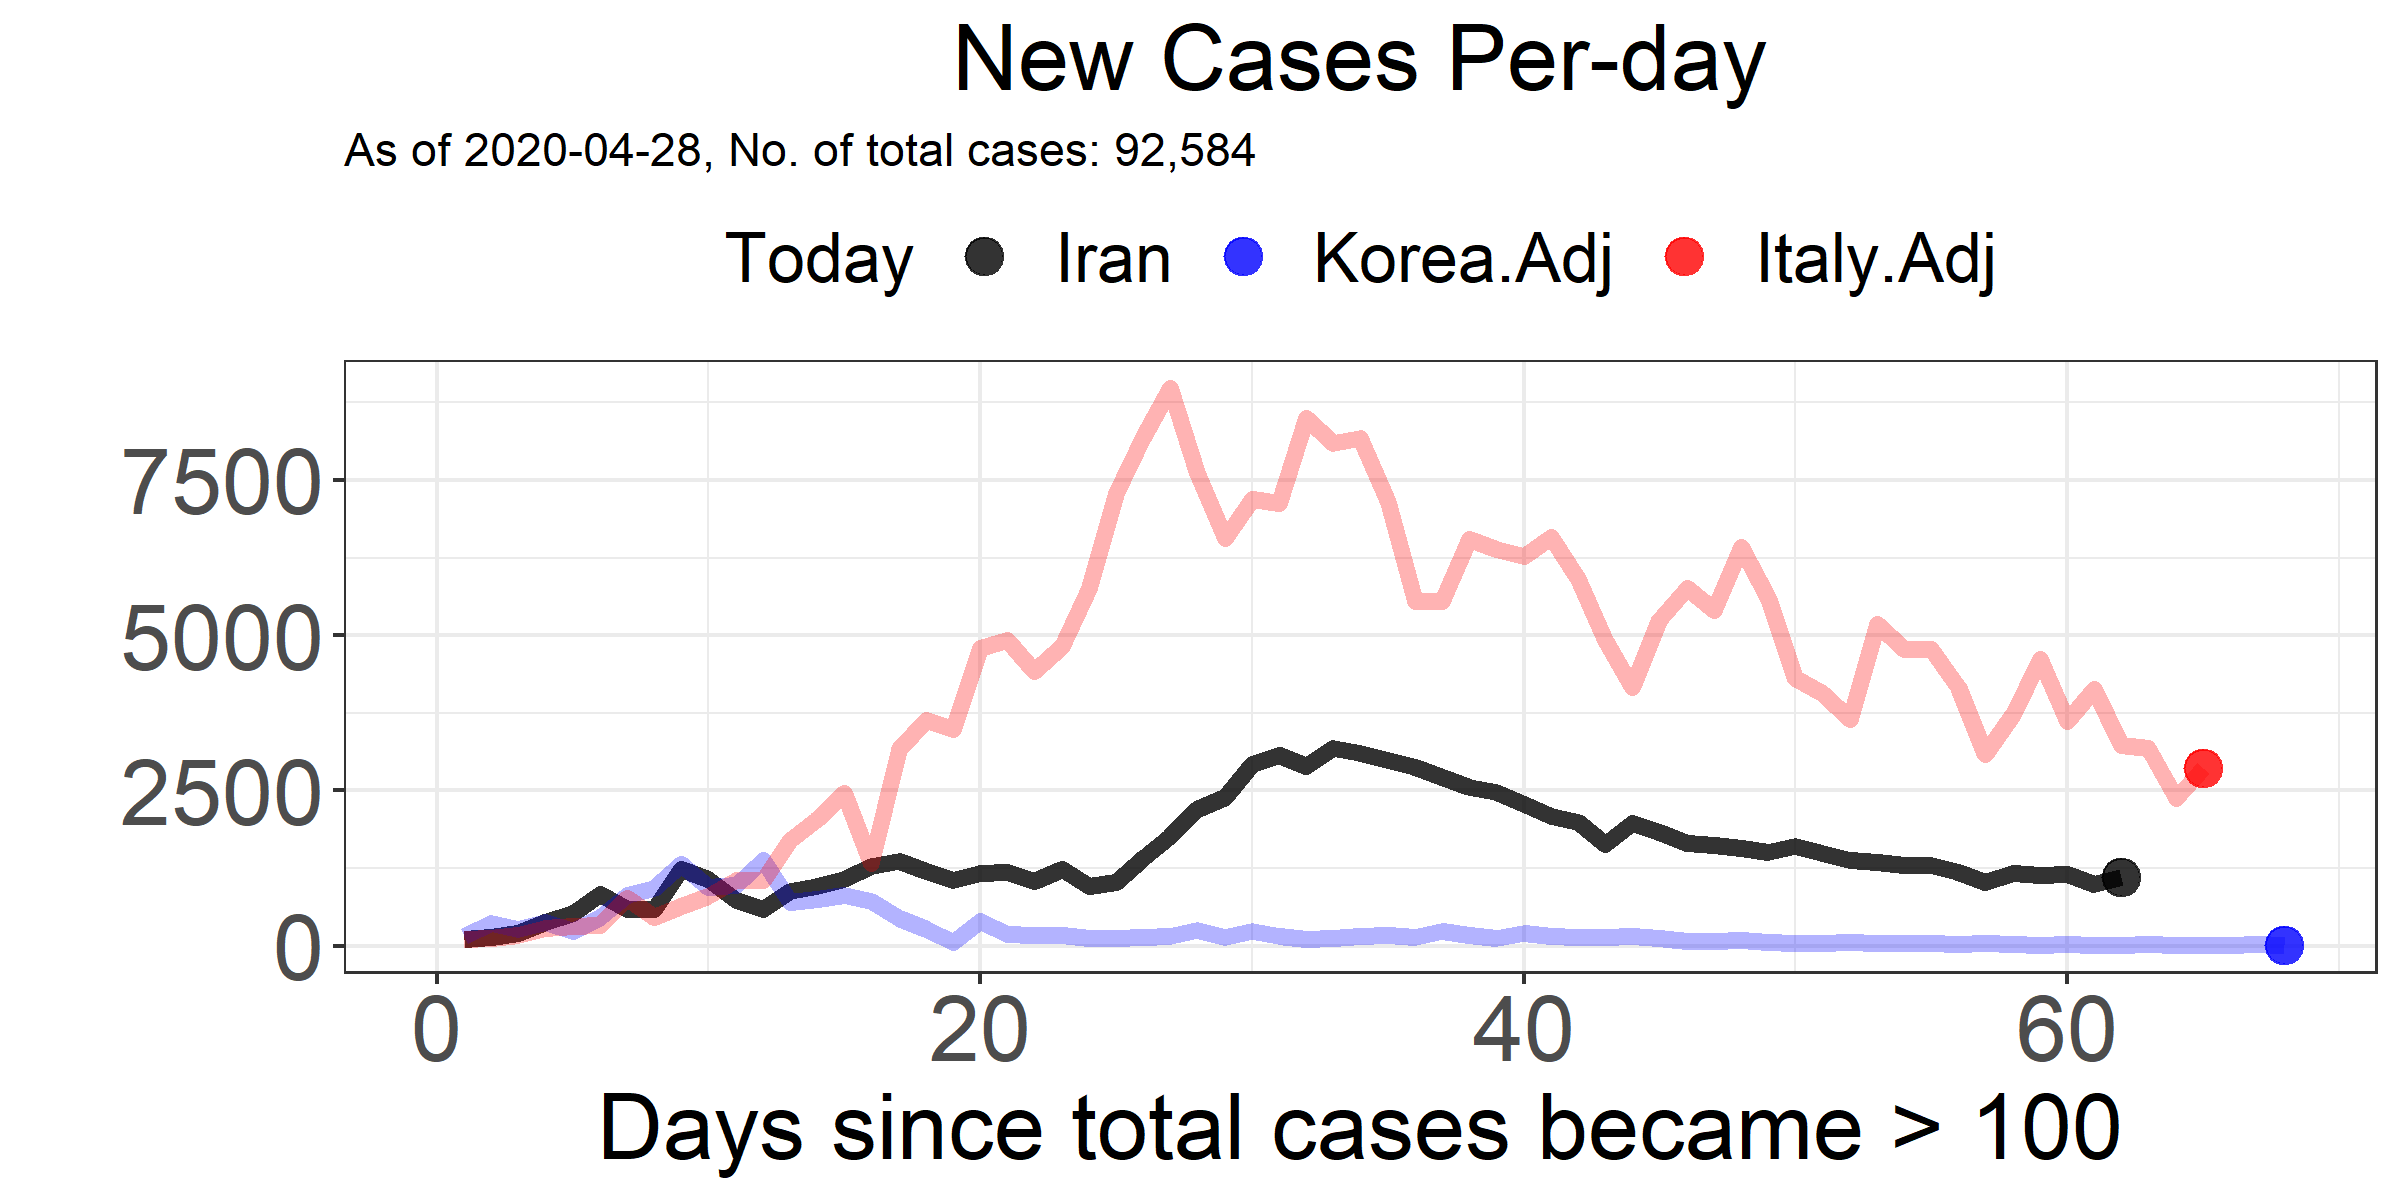 New Cases Per-day
As of 2020-04-28, No. of total cases: 92,584
Today Iran Korea.Adj Italy.Adj
7500
5000
2500
0
0 20 40 60
Days since total cases became > 100